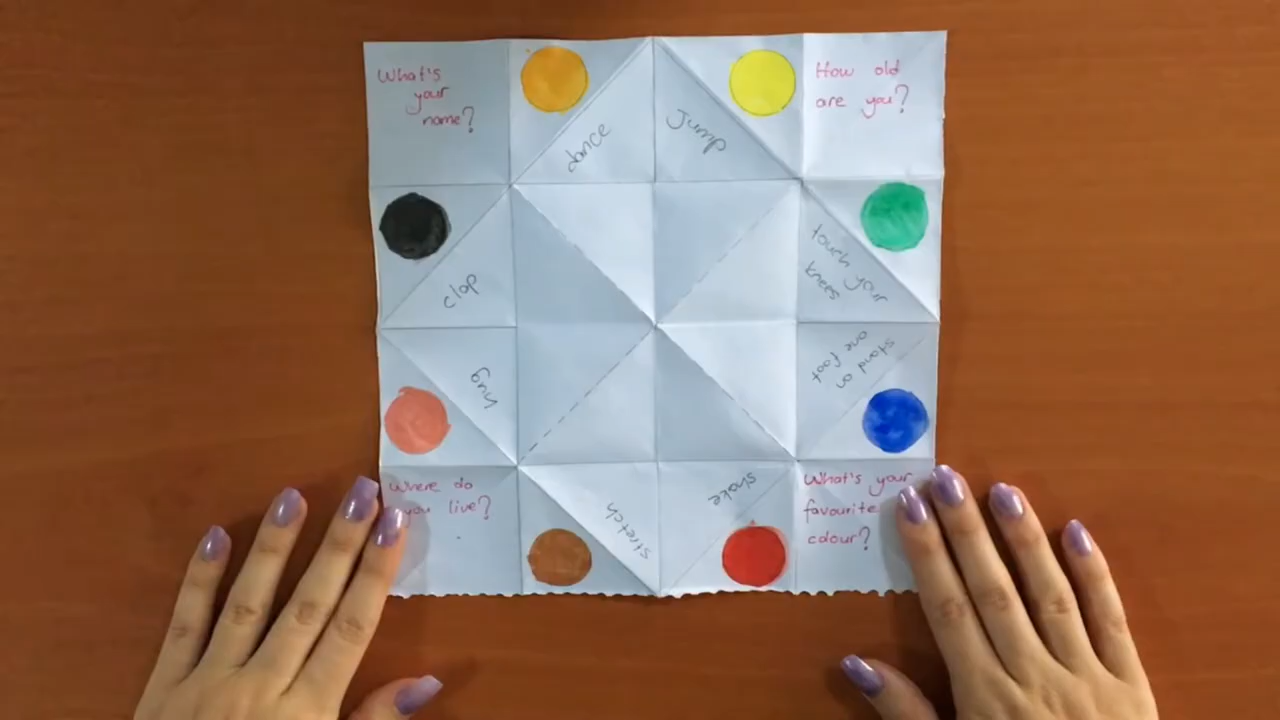 What's
your
name?
How old
are you?
dance
Jump
touch your
knees
clap
stand on
one foot
hug
Where do
you live?
shake
What's your
favourite
colour?
stretch